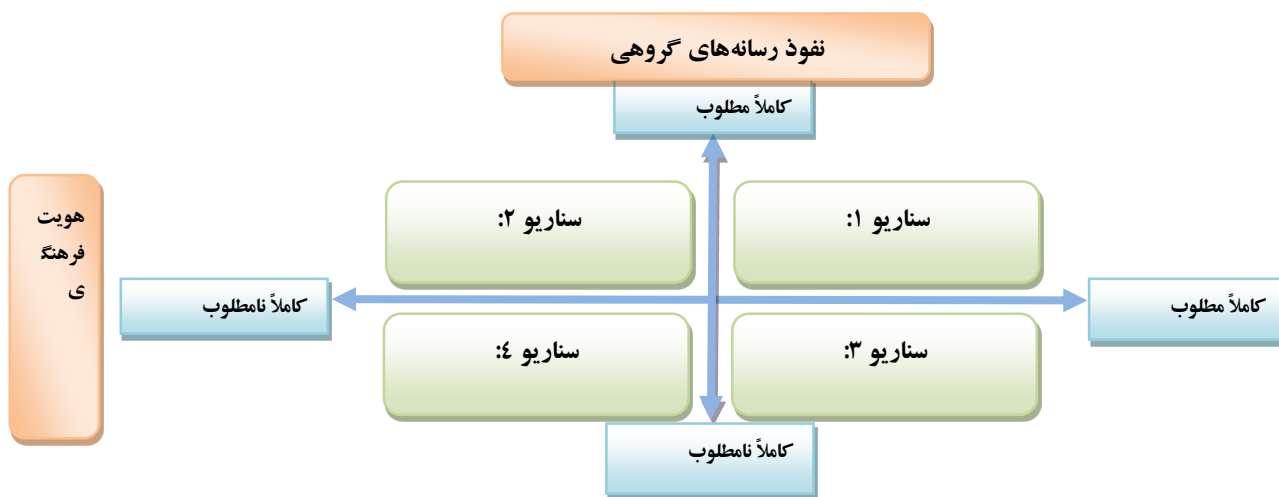 نفوذ رسانه‌های گروهی
کاملاً مطلوب
سناریو ۱:
سناریو ۲:
هویت
فرهنگ
ی
کاملاً مطلوب
کاملاً نامطلوب
سناریو ۳:
سناریو ٤:
کاملاً نامطلوب